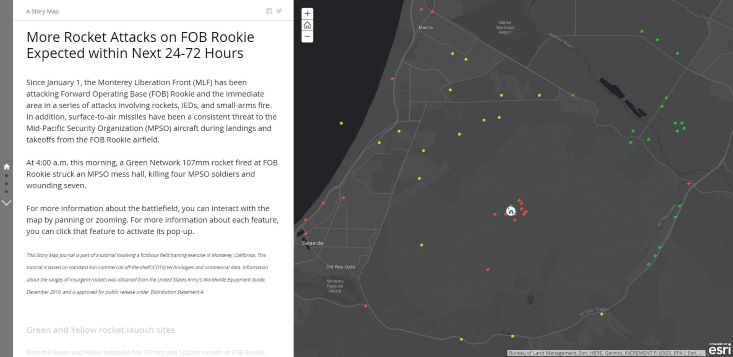 A Story Map
More Rocket Attacks on FOB Rookie
Expected within Next 24-72 Hours
Since January 1, the Monterey Liberation Front (MLF) has been
attacking Forward Operating Base (FOB) Rookie and the immediate
area in a series of attacks involving rockets, IEDs, and small-arms fire.
In addition, surface-to-air missiles have been a consistent threat to the
Mid-Pacific Security Organization (MPSO) aircraft during landings and
takeoffs from the FOB Rookie airfield.
At 4:00 a.m. this morning, a Green Network 107mm rocket fired at FOB
Rookie struck an MPSO mess hall, killing four MPSO soldiers and
wounding seven.
For more information about the battlefield, you can interact with the
map by panning or zooming. For more information about each feature,
you can click that feature to activate its pop-up.
This Story Map Journal is part of a tutorial involving a fictitious field training exercise in Monterey, California. This
tutorial is based on standard Esri commercial off-the-shelf (COTS) technologies and commercial data. Information
about the ranges of insurgent rockets was obtained from the United States Army's Worldwide Equipment Guide,
December 2010, and is approved for public release under Distribution Statement A.
Green and Yellow rocket launch sites
Both the Green and Yellow networks fire 107mm and 122mm rockets at FOB Rookie.
+
−
Marina
Marina
Municipal
Airport
Seaside
Del Rey Oaks
Monterey
Regional
Airport
Bureau of Land Management, Esri, HERE, Garmin, INCREMENT P, USGS, EPA | Esri, ...
POWERED BY
esri